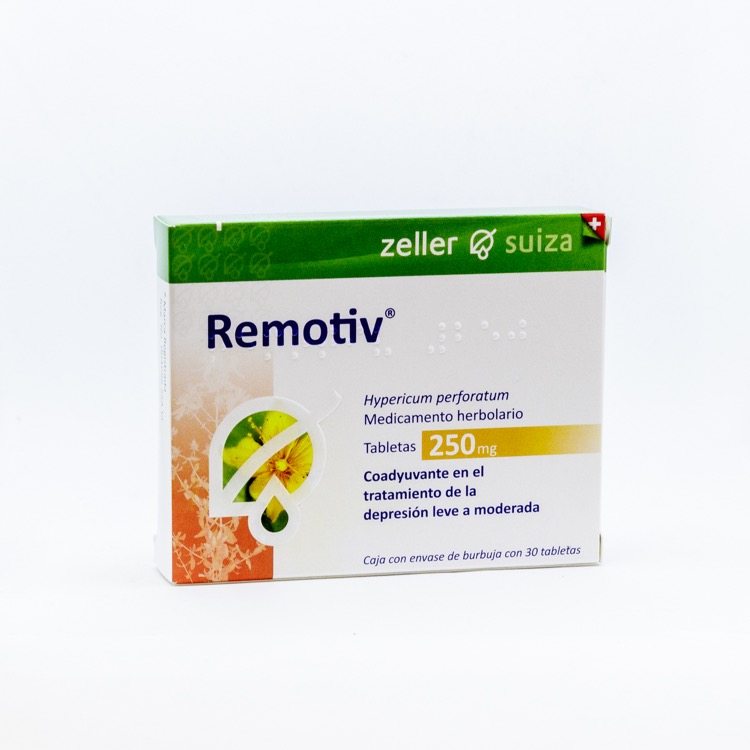 zeller suiza
Remotiv®
Hypericum perforatum
Medicamento herbolario
Tabletas 250mg
Coadyuvante en el
tratamiento de la
depresión leve a moderada
Caja con envase de burbuja con 30 tabletas